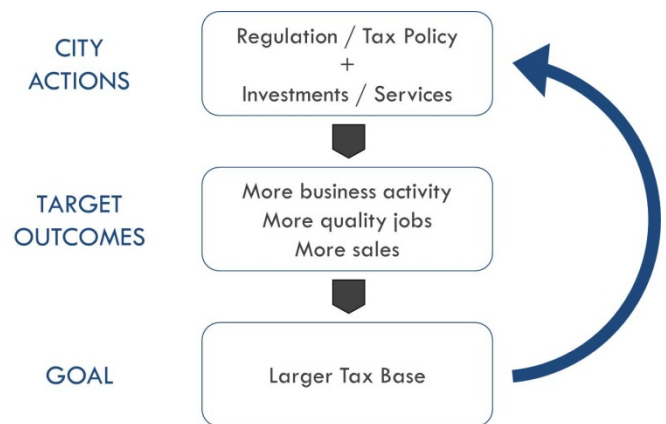 CITY
ACTIONS
Regulation / Tax Policy
+
Investments / Services
TARGET
OUTCOMES
More business activity
More quality jobs
More sales
GOAL
Larger Tax Base